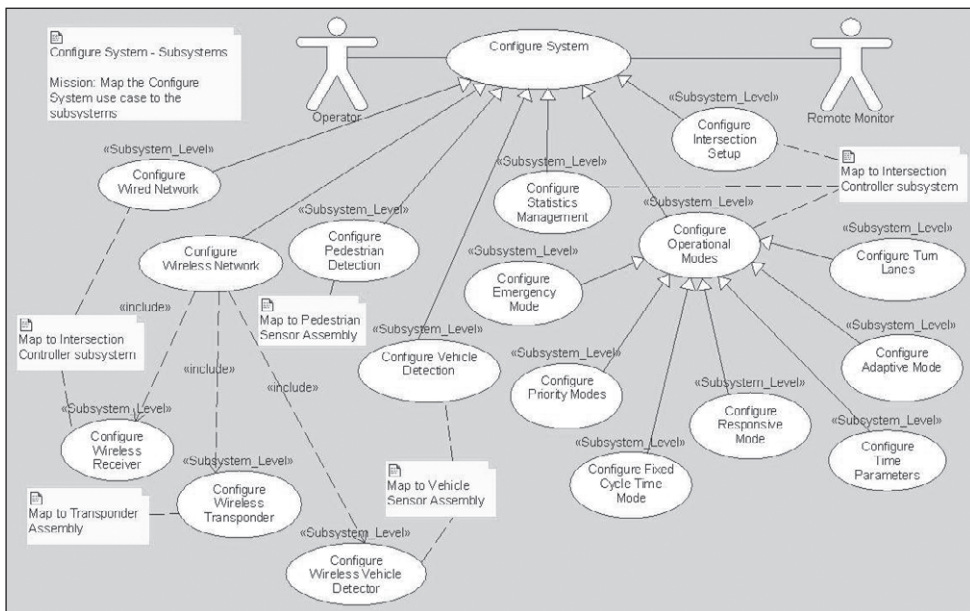 Configure System - Subsystems
Mission: Map the Configure
System use case to the
subsystems
Operator
Configure System
Remote Monitor
«Subsystem_Level»
Configure
Intersection
Setup
Map to Intersection
Controller subsystem
«Subsystem_Level»
Configure
Wired Network
«Subsystem_Level»
Configure
Statistics
Management
«Subsystem_Level»
Configure
Pedestrian
Detection
«Subsystem_Level»
Configure
Operational
Modes
Configure
Wireless Network
Configure Turn
Lanes
«Subsystem_Level»
Configure
Emergency
Mode
«include»
Map to Pedestrian
Sensor Assembly
Map to Intersection
Controller subsystem
«Subsystem_Level»
Configure Vehicle
Detection
«Subsystem_Level»
Configure
Adaptive Mode
«include»
«include»
«Subsystem_Level»
Configure
Priority Modes
«Subsystem_Level»
Configure
Responsive
Mode
«Subsystem_Level»
Configure
Wireless
Receiver
«Subsystem_Level»
Configure
Time
Parameters
«Subsystem_Level»
Configure Fixed
Cycle Time
Mode
«Subsystem_Level»
Configure
Wireless
Transponder
Map to Vehicle
Sensor Assembly
Map to Transponder
Assembly
«Subsystem_Level»
Configure
Wireless Vehicle
Detector